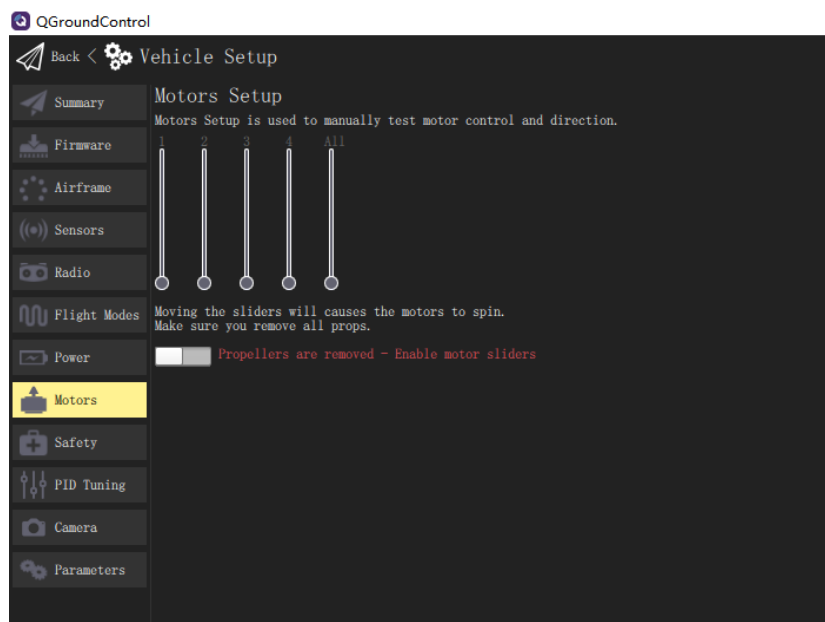 QGroundControl
Back < Vehicle Setup
Summary
Firmware
Airframe
Sensors
Radio
Flight Modes
Power
Motors
Safety
PID Tuning
Camera
Parameters
Motors Setup
Motors Setup is used to manually test motor control and direction.
1 2 3 4 All
Moving the sliders will causes the motors to spin.
Make sure you remove all props.
Propellers are removed - Enable motor sliders